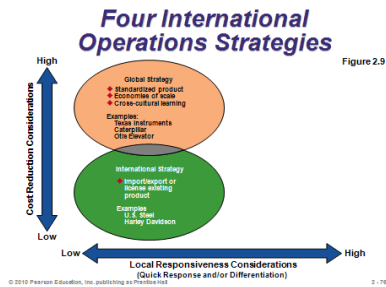 Four International
Operations Strategies
Figure 2.9
High
Cost Reduction Considerations
Low
Global Strategy
Standardized product
Economies of scale
Cross-cultural learning
Examples:
Texas Instruments
Caterpillar
Otis Elevator
International Strategy
Import/export or
license existing
product
Examples
U.S. Steel
Harley Davidson
Low
High
Local Responsiveness Considerations
(Quick Response and/or Differentiation)
© 2010 Pearson Education, Inc. publishing as Prentice Hall